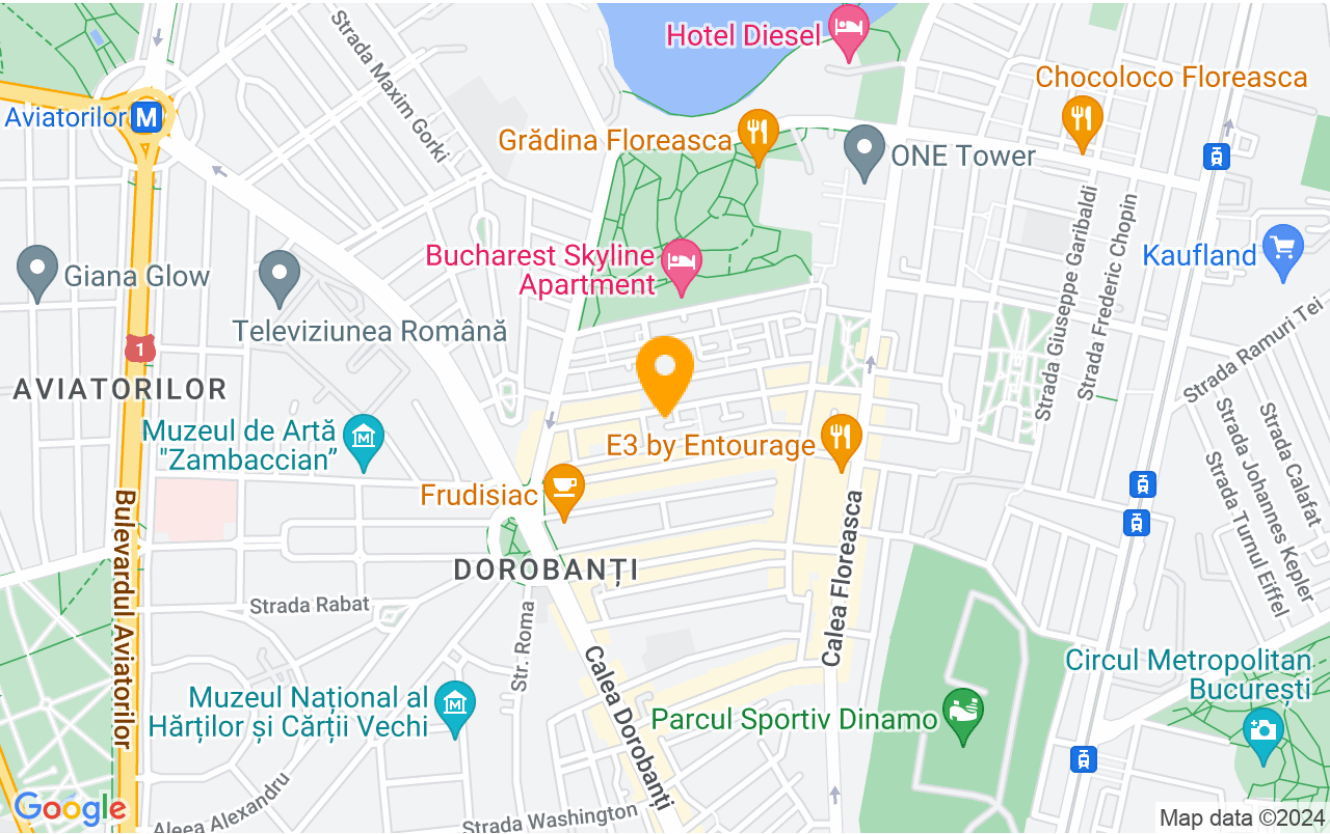 Strada Maxim Gorki
Hotel Diesel
Chocoloco Floreasca
Aviatorilor
M
Grădina Floreasca
ONE Tower
Strada Giuseppe Garibaldi
Strada Frederic Chopin
Bucharest Skyline
Apartment
Kaufland
Giana Glow
Televiziunea Română
1
AVIATORILOR
Strada Ramuri Tei
Muzeul de Artă
"Zambaccian”
M
E3 by Entourage
Strada Calafat
Strada Johannes Kepler
Strada Turnul Eiffel
Frudisiac
Bulevardul Aviatorilor
DOROBANȚI
Calea Floreasca
Strada Rabat
Str. Roma
Calea Dorobanți
Circul Metropolitan
București
Muzeul Național al
Hărților și Cărții Vechi
M
Parcul Sportiv Dinamo
Google
Aleea Alexandru
Strada Washington
Map data ©2024